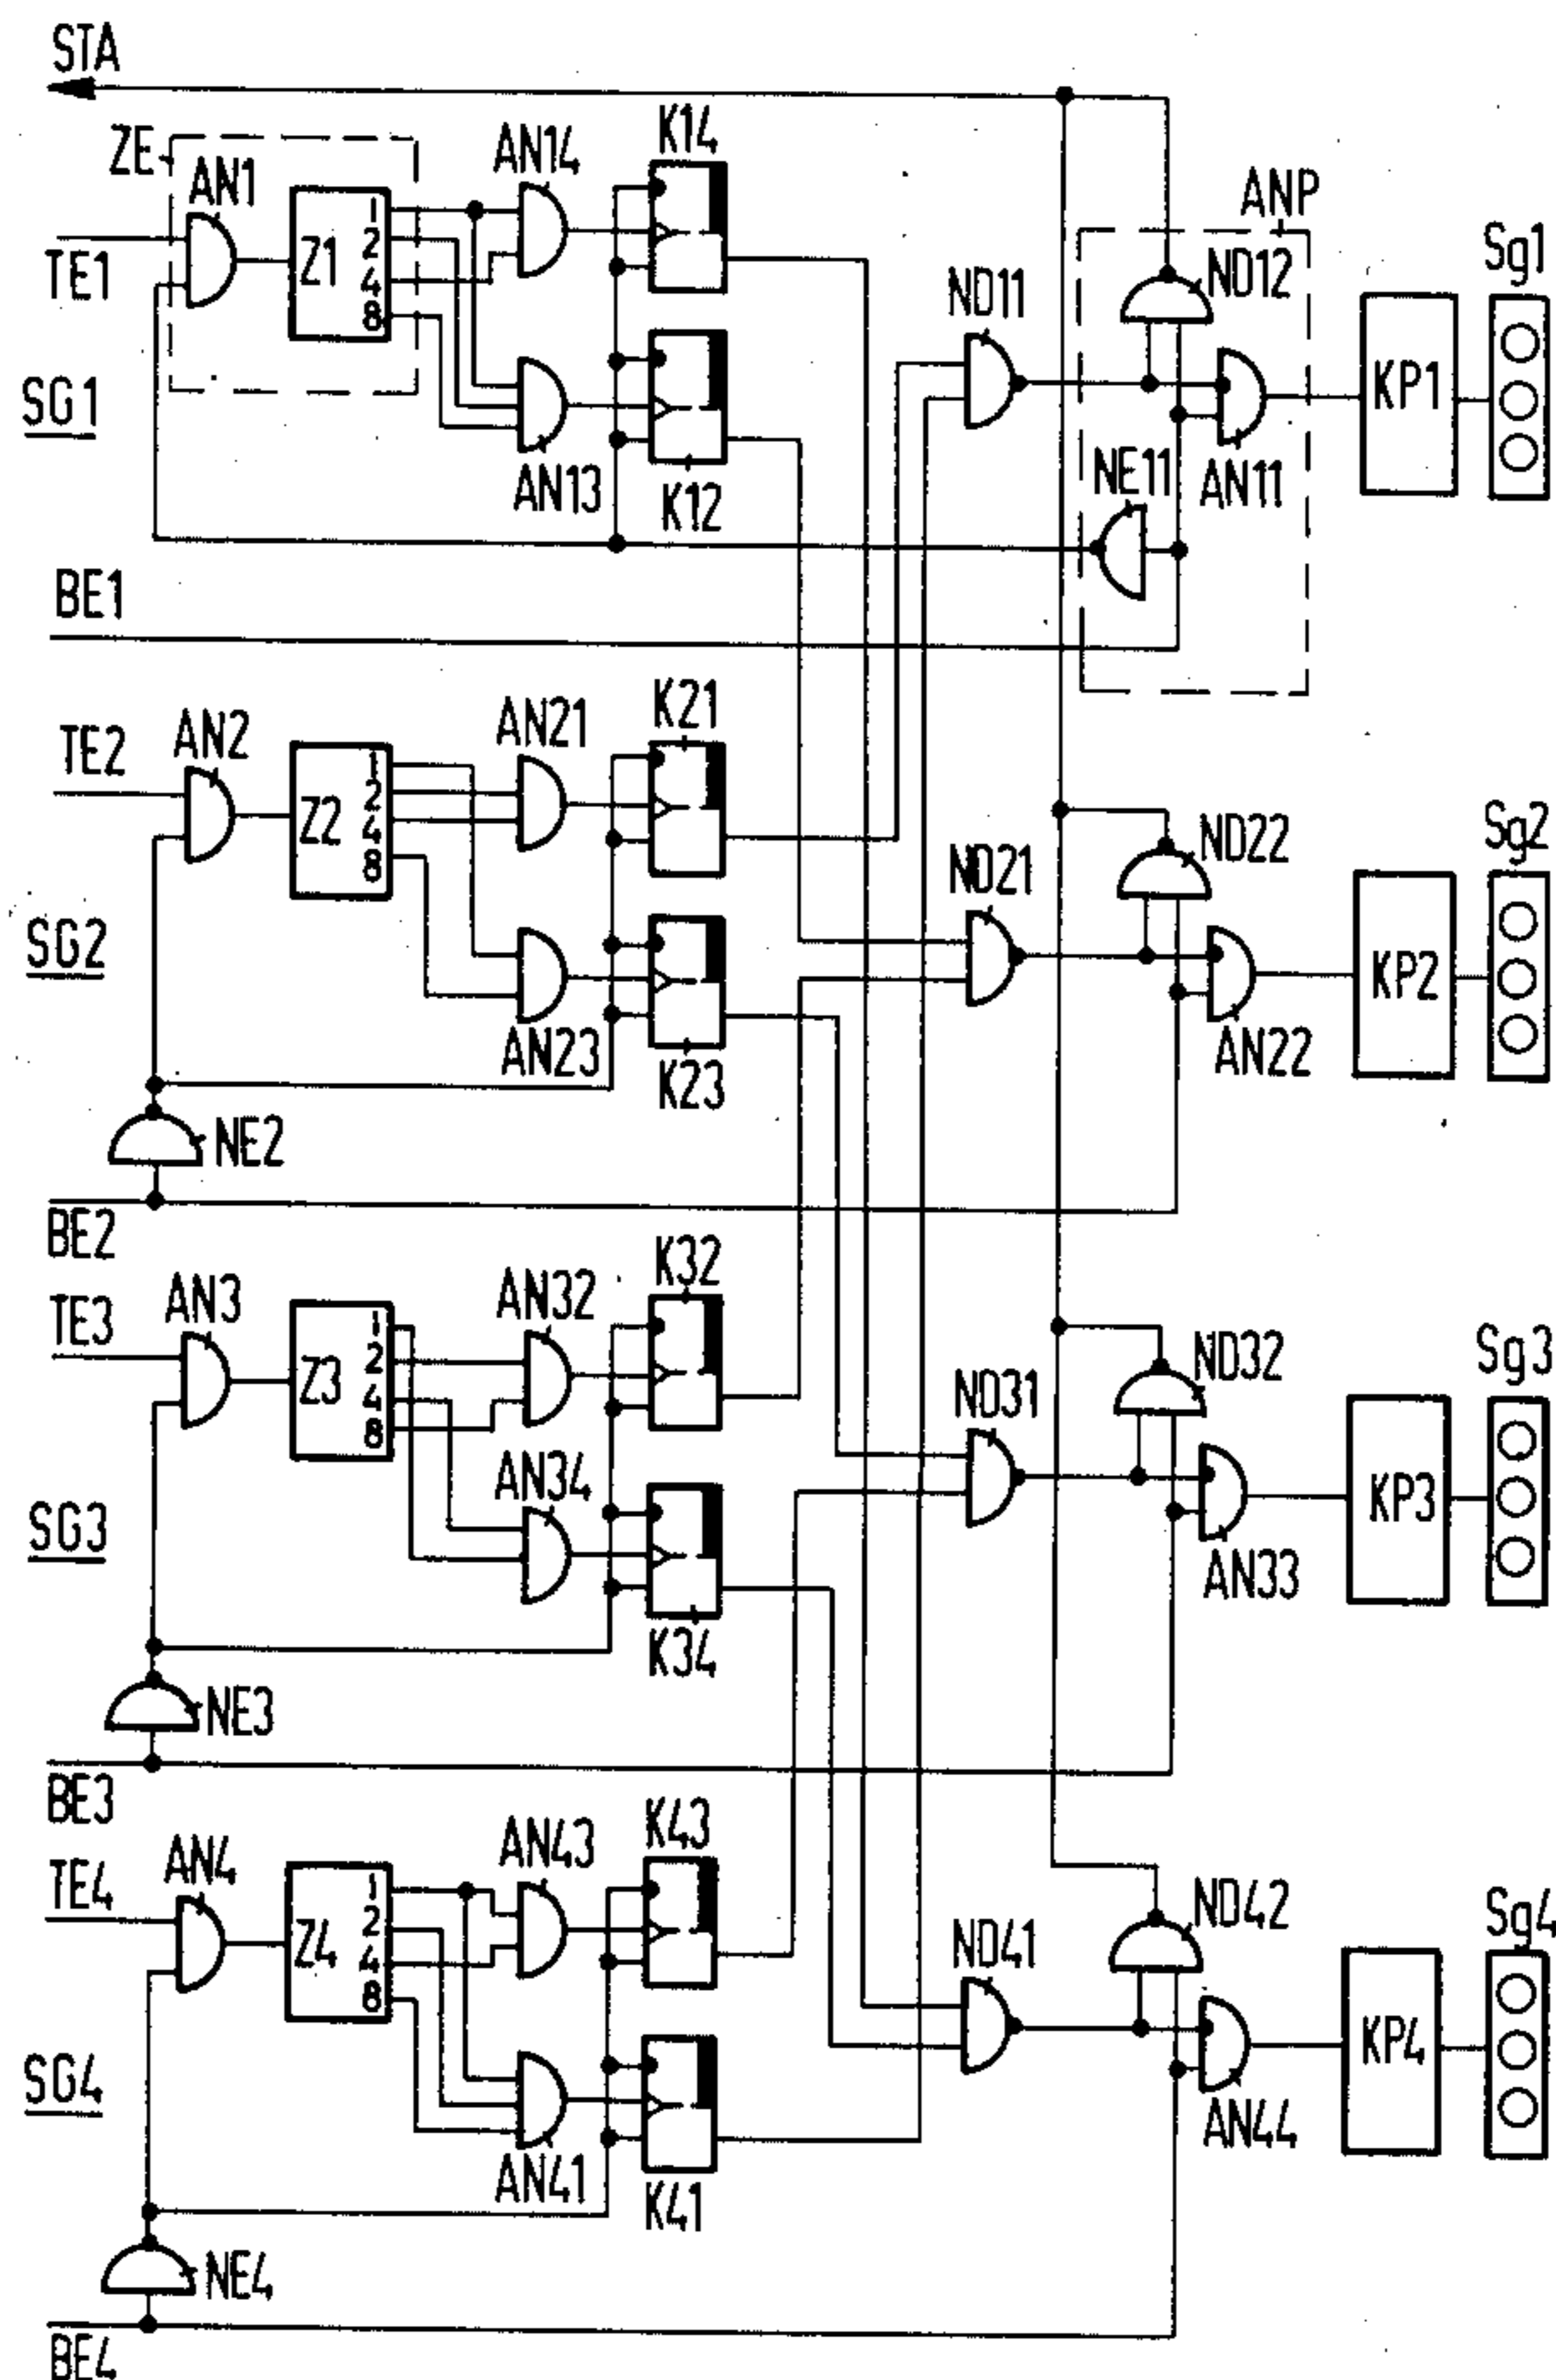 STA
ZE
AN1
TE1
Z1
1
2
4
8
AN14
K14
AN13
K12
SG1
BE1
ND11
ANP
ND12
NE11
AN11
KP1
Sg1
TE2
AN2
Z2
1
2
4
8
AN21
K21
AN23
K23
SG2
NE2
BE2
ND21
ND22
AN22
KP2
Sg2
TE3
AN3
Z3
1
2
4
8
AN32
K32
AN34
K34
SG3
NE3
BE3
ND31
ND32
AN33
KP3
Sg3
TE4
AN4
Z4
1
2
4
8
AN43
K43
AN41
K41
SG4
NE4
BE4
ND41
ND42
AN44
KP4
Sg4